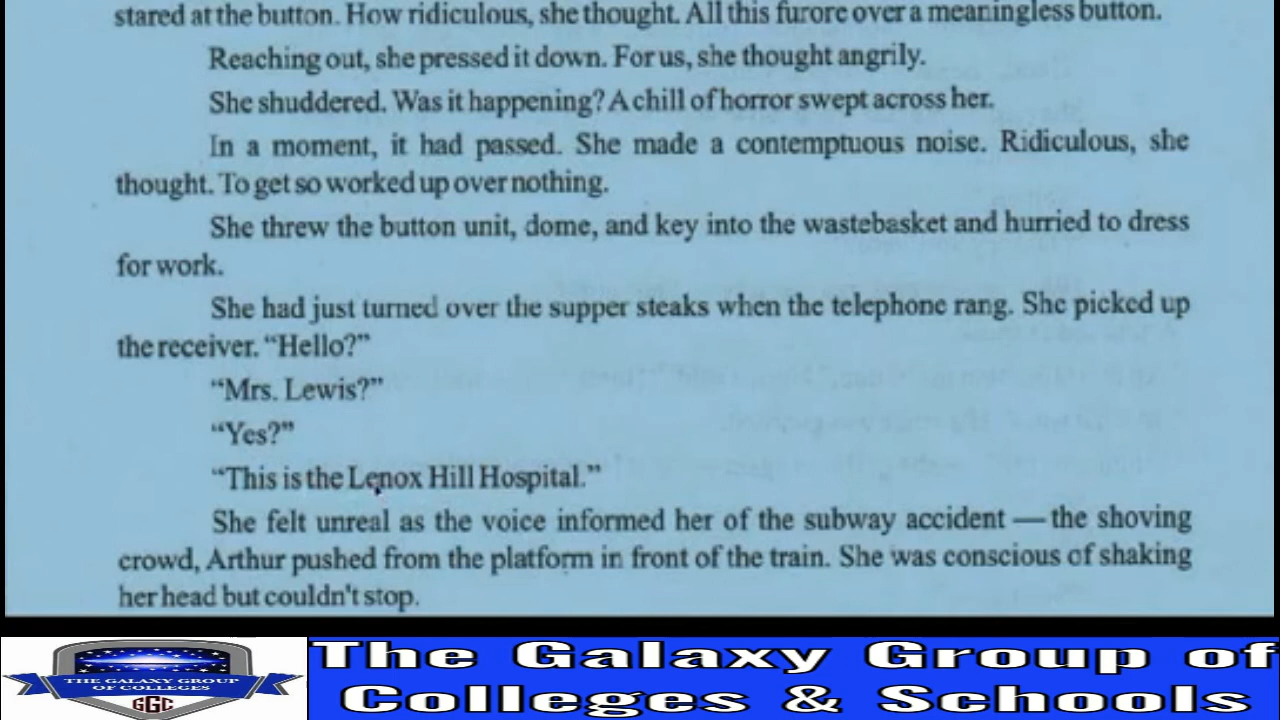 stared at the button. How ridiculous, she thought. All this furore over a meaningless button.
Reaching out, she pressed it down. For us, she thought angrily.
She shuddered. Was it happening? A chill of horror swept across her.
In a moment, it had passed. She made a contemptuous noise. Ridiculous, she
thought. To get so worked up over nothing.
She threw the button unit, dome, and key into the wastebasket and hurried to dress
for work.
She had just turned over the supper steaks when the telephone rang. She picked up
the receiver. “Hello?”
“Mrs. Lewis?”
“Yes?”
“This is the Lenox Hill Hospital.”
She felt unreal as the voice informed her of the subway accident — the shoving
crowd, Arthur pushed from the platform in front of the train. She was conscious of shaking
her head but couldn't stop.
THE GALAXY GROUP
OF COLLEGES
GGC
The Galaxy Group of
Colleges & Schools